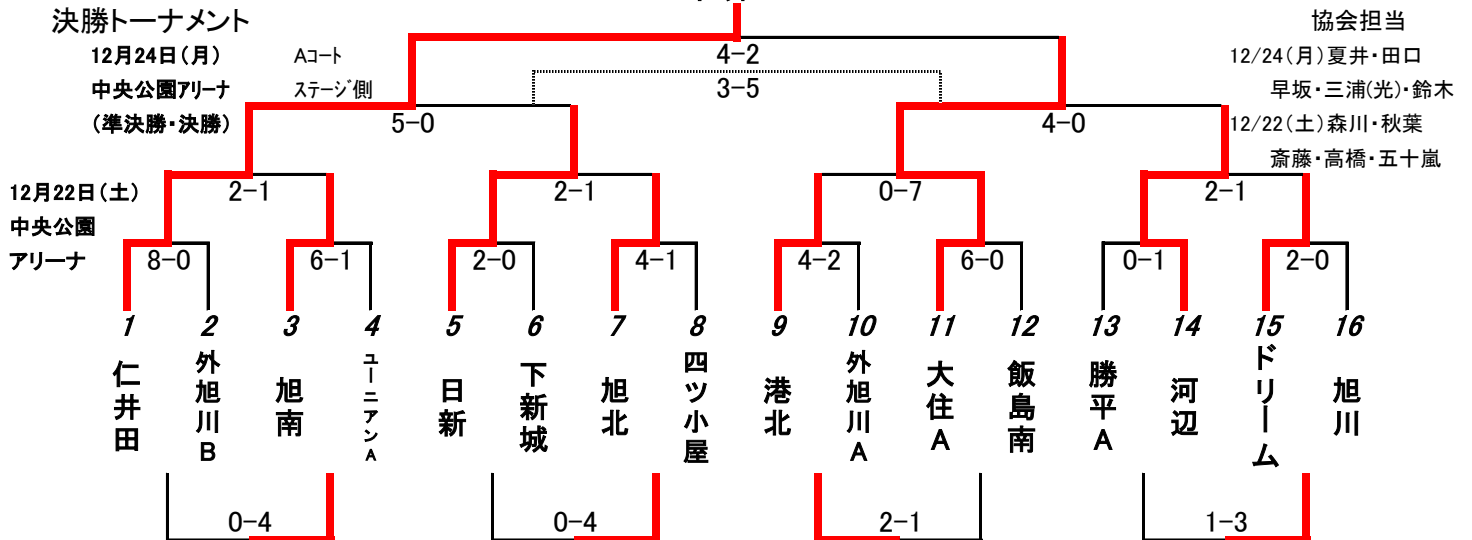 決勝トーナメント
協会担当
12月24日(月)
Aコート
4-2
12/24(月)夏井・田口
中央公園アリーナ
ステージ側
3-5
早坂・三浦(光)・鈴木
(準決勝・決勝)
5-0
4-0
12/22(土)森川・秋葉
斎藤・高橋・五十嵐
12月22日(土)
2-1
2-1
0-7
2-1
中央公園
アリーナ
8-0
6-1
2-0
4-1
4-2
6-0
0-1
2-0
1 2 3 4 5 6 7 8 9 10 11 12 13 14 15 16
仁井田
外旭川B
旭南
ユーニアンA
日新
下新城
旭北
四ツ小屋
港北
外旭川A
大住A
飯島南
勝平A
河辺
ドリーム
旭川
0-4
0-4
2-1
1-3